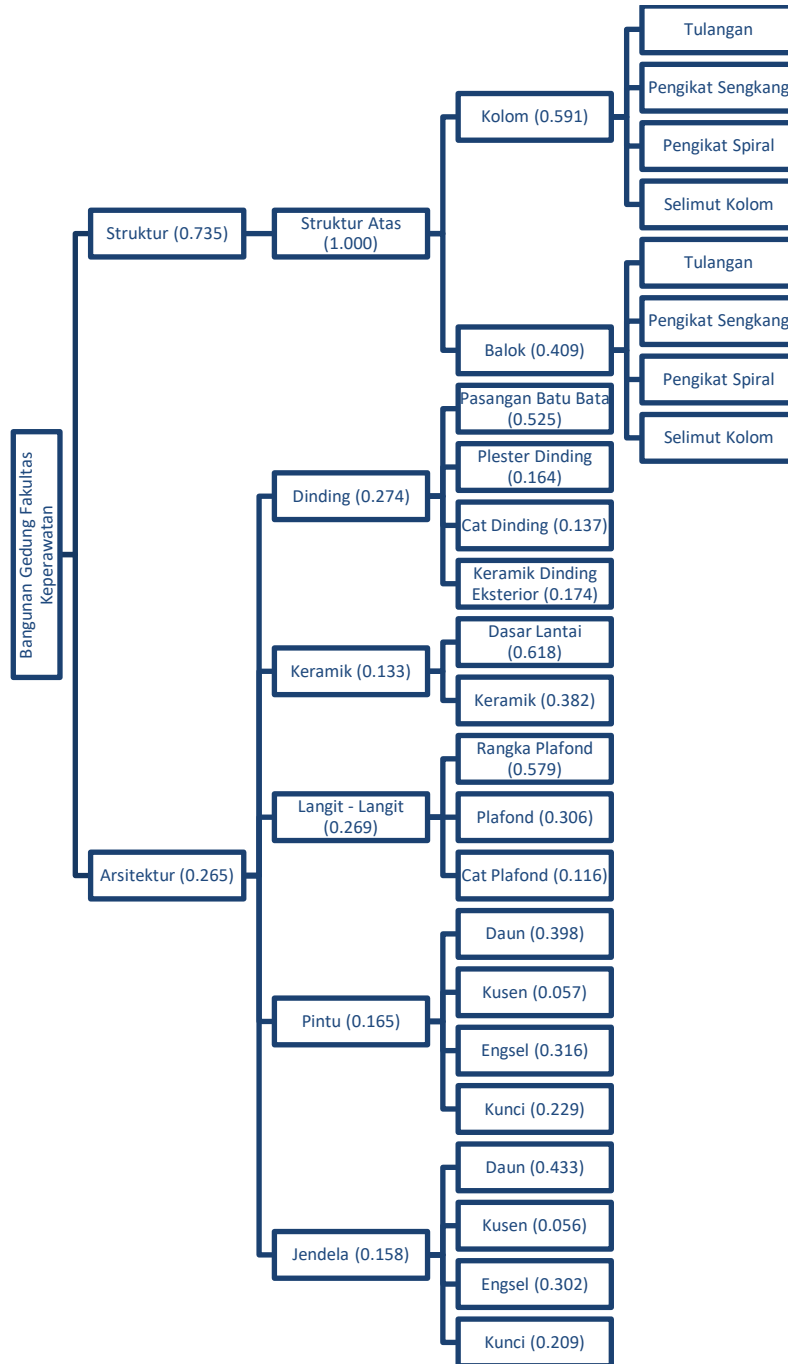 Bangunan Gedung Fakultas
Keperawatan
Struktur (0.735)
Struktur Atas
(1.000)
Kolom (0.591)
Tulangan
Pengikat Sengkang
Pengikat Spiral
Selimut Kolom
Balok (0.409)
Tulangan
Pengikat Sengkang
Pengikat Spiral
Selimut Kolom
Arsitektur (0.265)
Dinding (0.274)
Pasangan Batu Bata
(0.525)
Plester Dinding
(0.164)
Cat Dinding (0.137)
Keramik Dinding
Eksterior (0.174)
Keramik (0.133)
Dasar Lantai
(0.618)
Keramik (0.382)
Langit - Langit
(0.269)
Rangka Plafond
(0.579)
Plafond (0.306)
Cat Plafond (0.116)
Pintu (0.165)
Daun (0.398)
Kusen (0.057)
Engsel (0.316)
Kunci (0.229)
Jendela (0.158)
Daun (0.433)
Kusen (0.056)
Engsel (0.302)
Kunci (0.209)